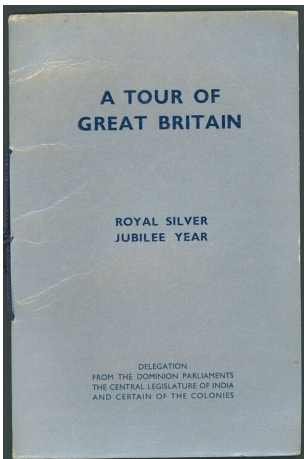 A TOUR OF
GREAT BRITAIN
ROYAL SILVER
JUBILEE YEAR
DELEGATION
FROM THE DOMINION PARLIAMENTS
THE CENTRAL LEGISLATURE OF INDIA
AND CERTAIN OF THE COLONIES